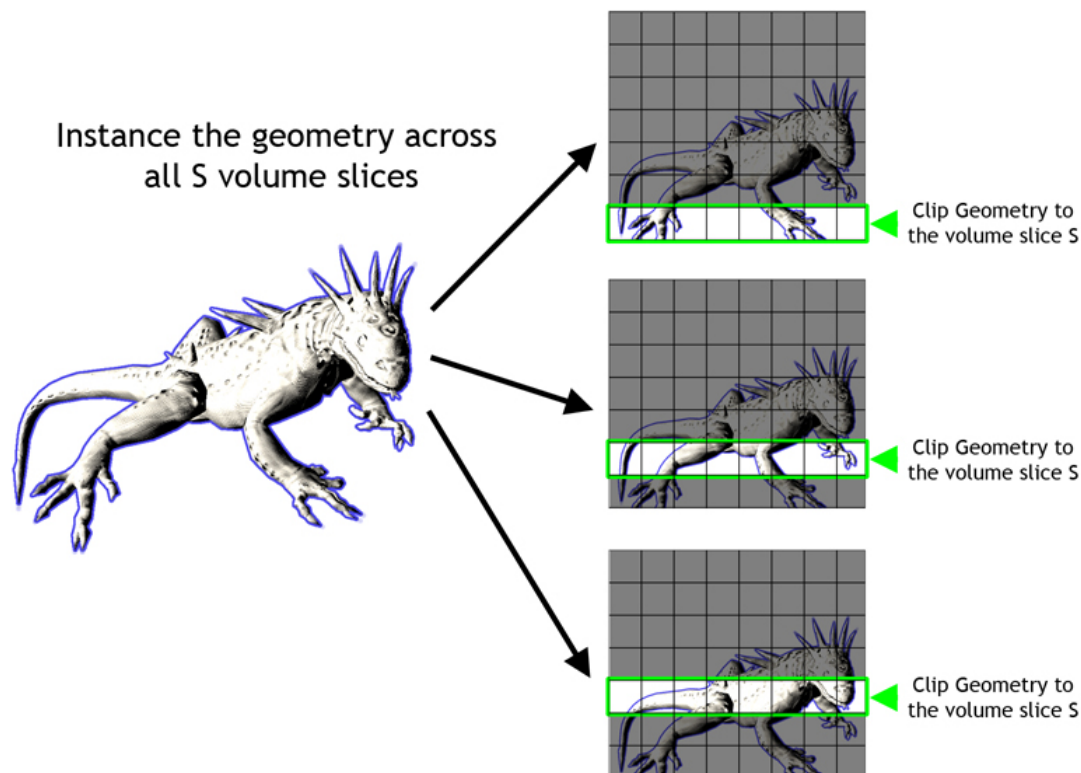 Instance the geometry across
all S volume slices
Clip Geometry to
the volume slice S
Clip Geometry to
the volume slice S
Clip Geometry to
the volume slice S